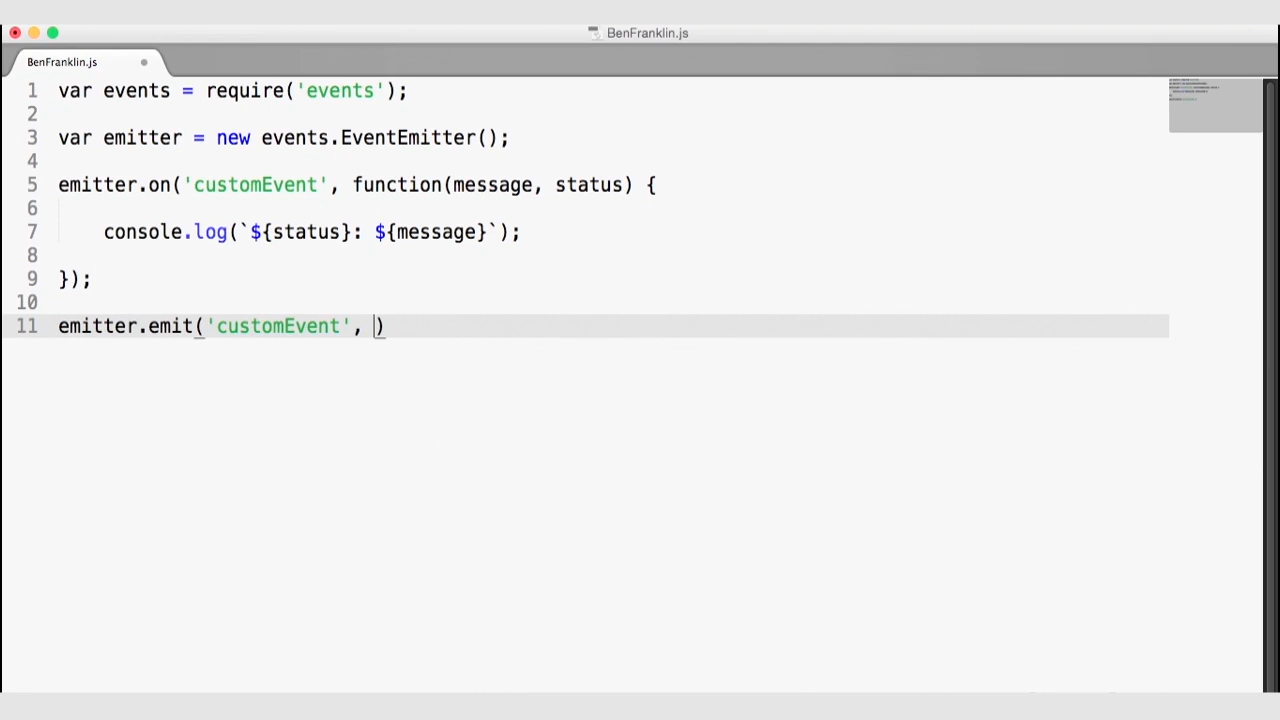 BenFranklin.js
BenFranklin.js
1 var events = require('events');
2
3 var emitter = new events.EventEmitter();
4
5 emitter.on('customEvent', function(message, status) {
6
7     console.log(`${status}: ${message}`);
8
9 });
10
11 emitter.emit('customEvent', )